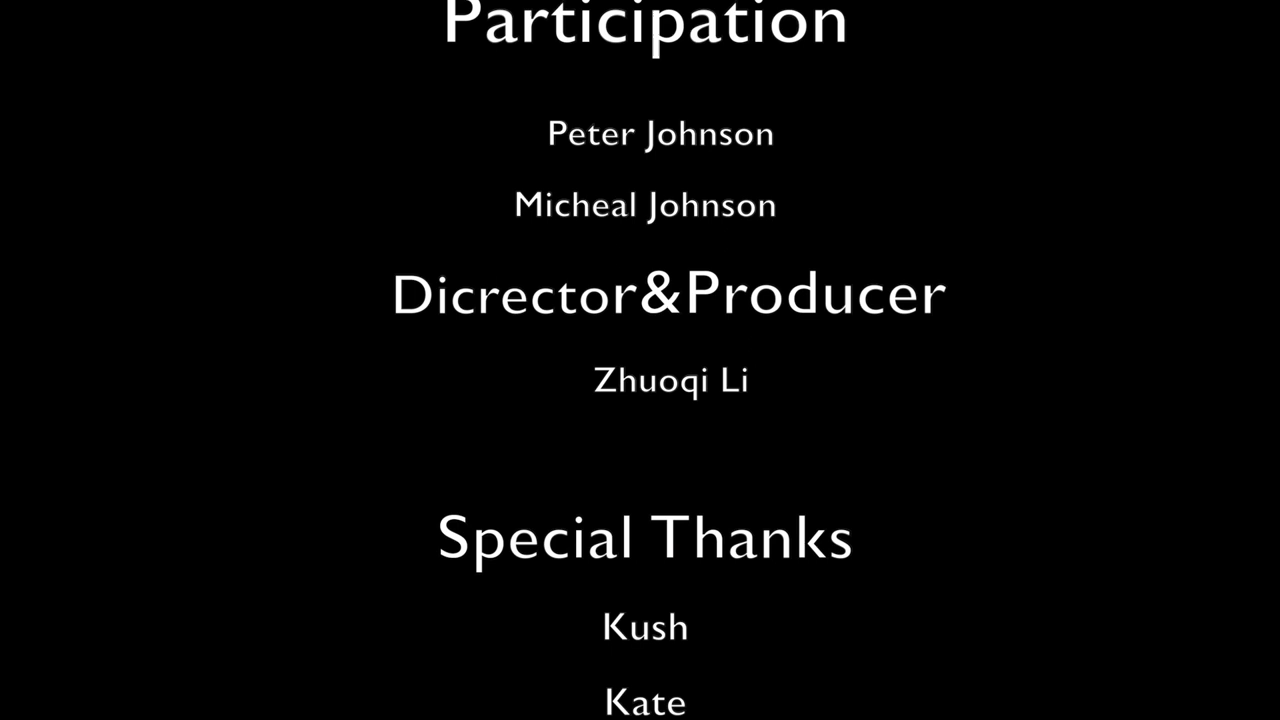 Participation
Peter Johnson
Micheal Johnson
Dicrector&Producer
Zhuoqi Li
Special Thanks
Kush
Kate